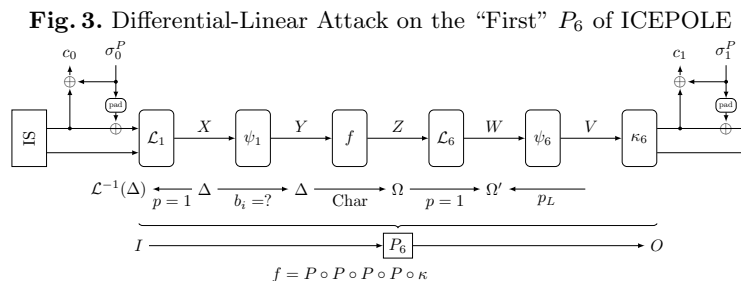 Fig. 3. Differential-Linear Attack on the “First” P₆ of ICEPOLE
c₀ σ₀ᴾ c₁ σ₁ᴾ
pad pad
IS ℒ₁ X ψ₁ Y f Z ℒ₆ W ψ₆ V κ₆
ℒ⁻¹(Δ) Δ Δ Ω Ω′
p = 1 bᵢ =? Char p = 1 p_L
I P₆ O
f = P ∘ P ∘ P ∘ P ∘ κ